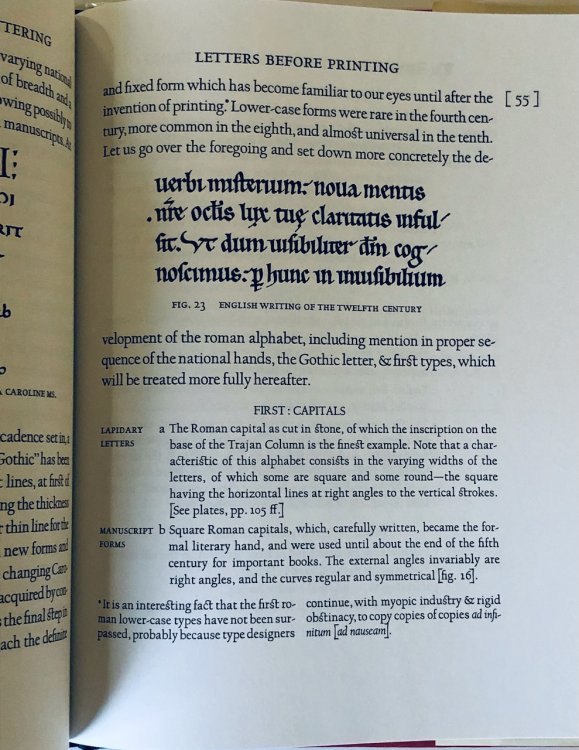 TTERING
varying national
of breadth and a
owing possibly to
manuscripts. At
A CAROLINE MS.
cadence set in, a
Gothic" has been
lines, at first of
ng the thickness
thin line for the
new forms and
changing Caro-
acquired by con-
the final step in
ach the definite
LETTERS BEFORE PRINTING
[55]
and fixed form which has become familiar to our eyes until after the
invention of printing.* Lower-case forms were rare in the fourth cen-
tury, more common in the eighth, and almost universal in the tenth.
Let us go over the foregoing and set down more concretely the de-
uerbi misterium: noua mentis
nr̄e ocl̄is lux tuę claritatis inful/
sit. Vt dum uisibiliter dm̄ cog/
noscimus: ꝑ hunc in inuisibilium
FIG. 23 ENGLISH WRITING OF THE TWELFTH CENTURY
velopment of the roman alphabet, including mention in proper se-
quence of the national hands, the Gothic letter, & first types, which
will be treated more fully hereafter.
FIRST: CAPITALS
LAPIDARY LETTERS
a The Roman capital as cut in stone, of which the inscription on the
base of the Trajan Column is the finest example. Note that a char-
acteristic of this alphabet consists in the varying widths of the
letters, of which some are square and some round—the square
having the horizontal lines at right angles to the vertical strokes.
[See plates, pp. 105 ff.]
MANUSCRIPT FORMS
b Square Roman capitals, which, carefully written, became the for-
mal literary hand, and were used until about the end of the fifth
century for important books. The external angles invariably are
right angles, and the curves regular and symmetrical [fig. 16].
*It is an interesting fact that the first ro-
man lower-case types have not been sur-
passed, probably because type designers
continue, with myopic industry & rigid
obstinacy, to copy copies of copies ad infi-
nitum [ad nauseam].